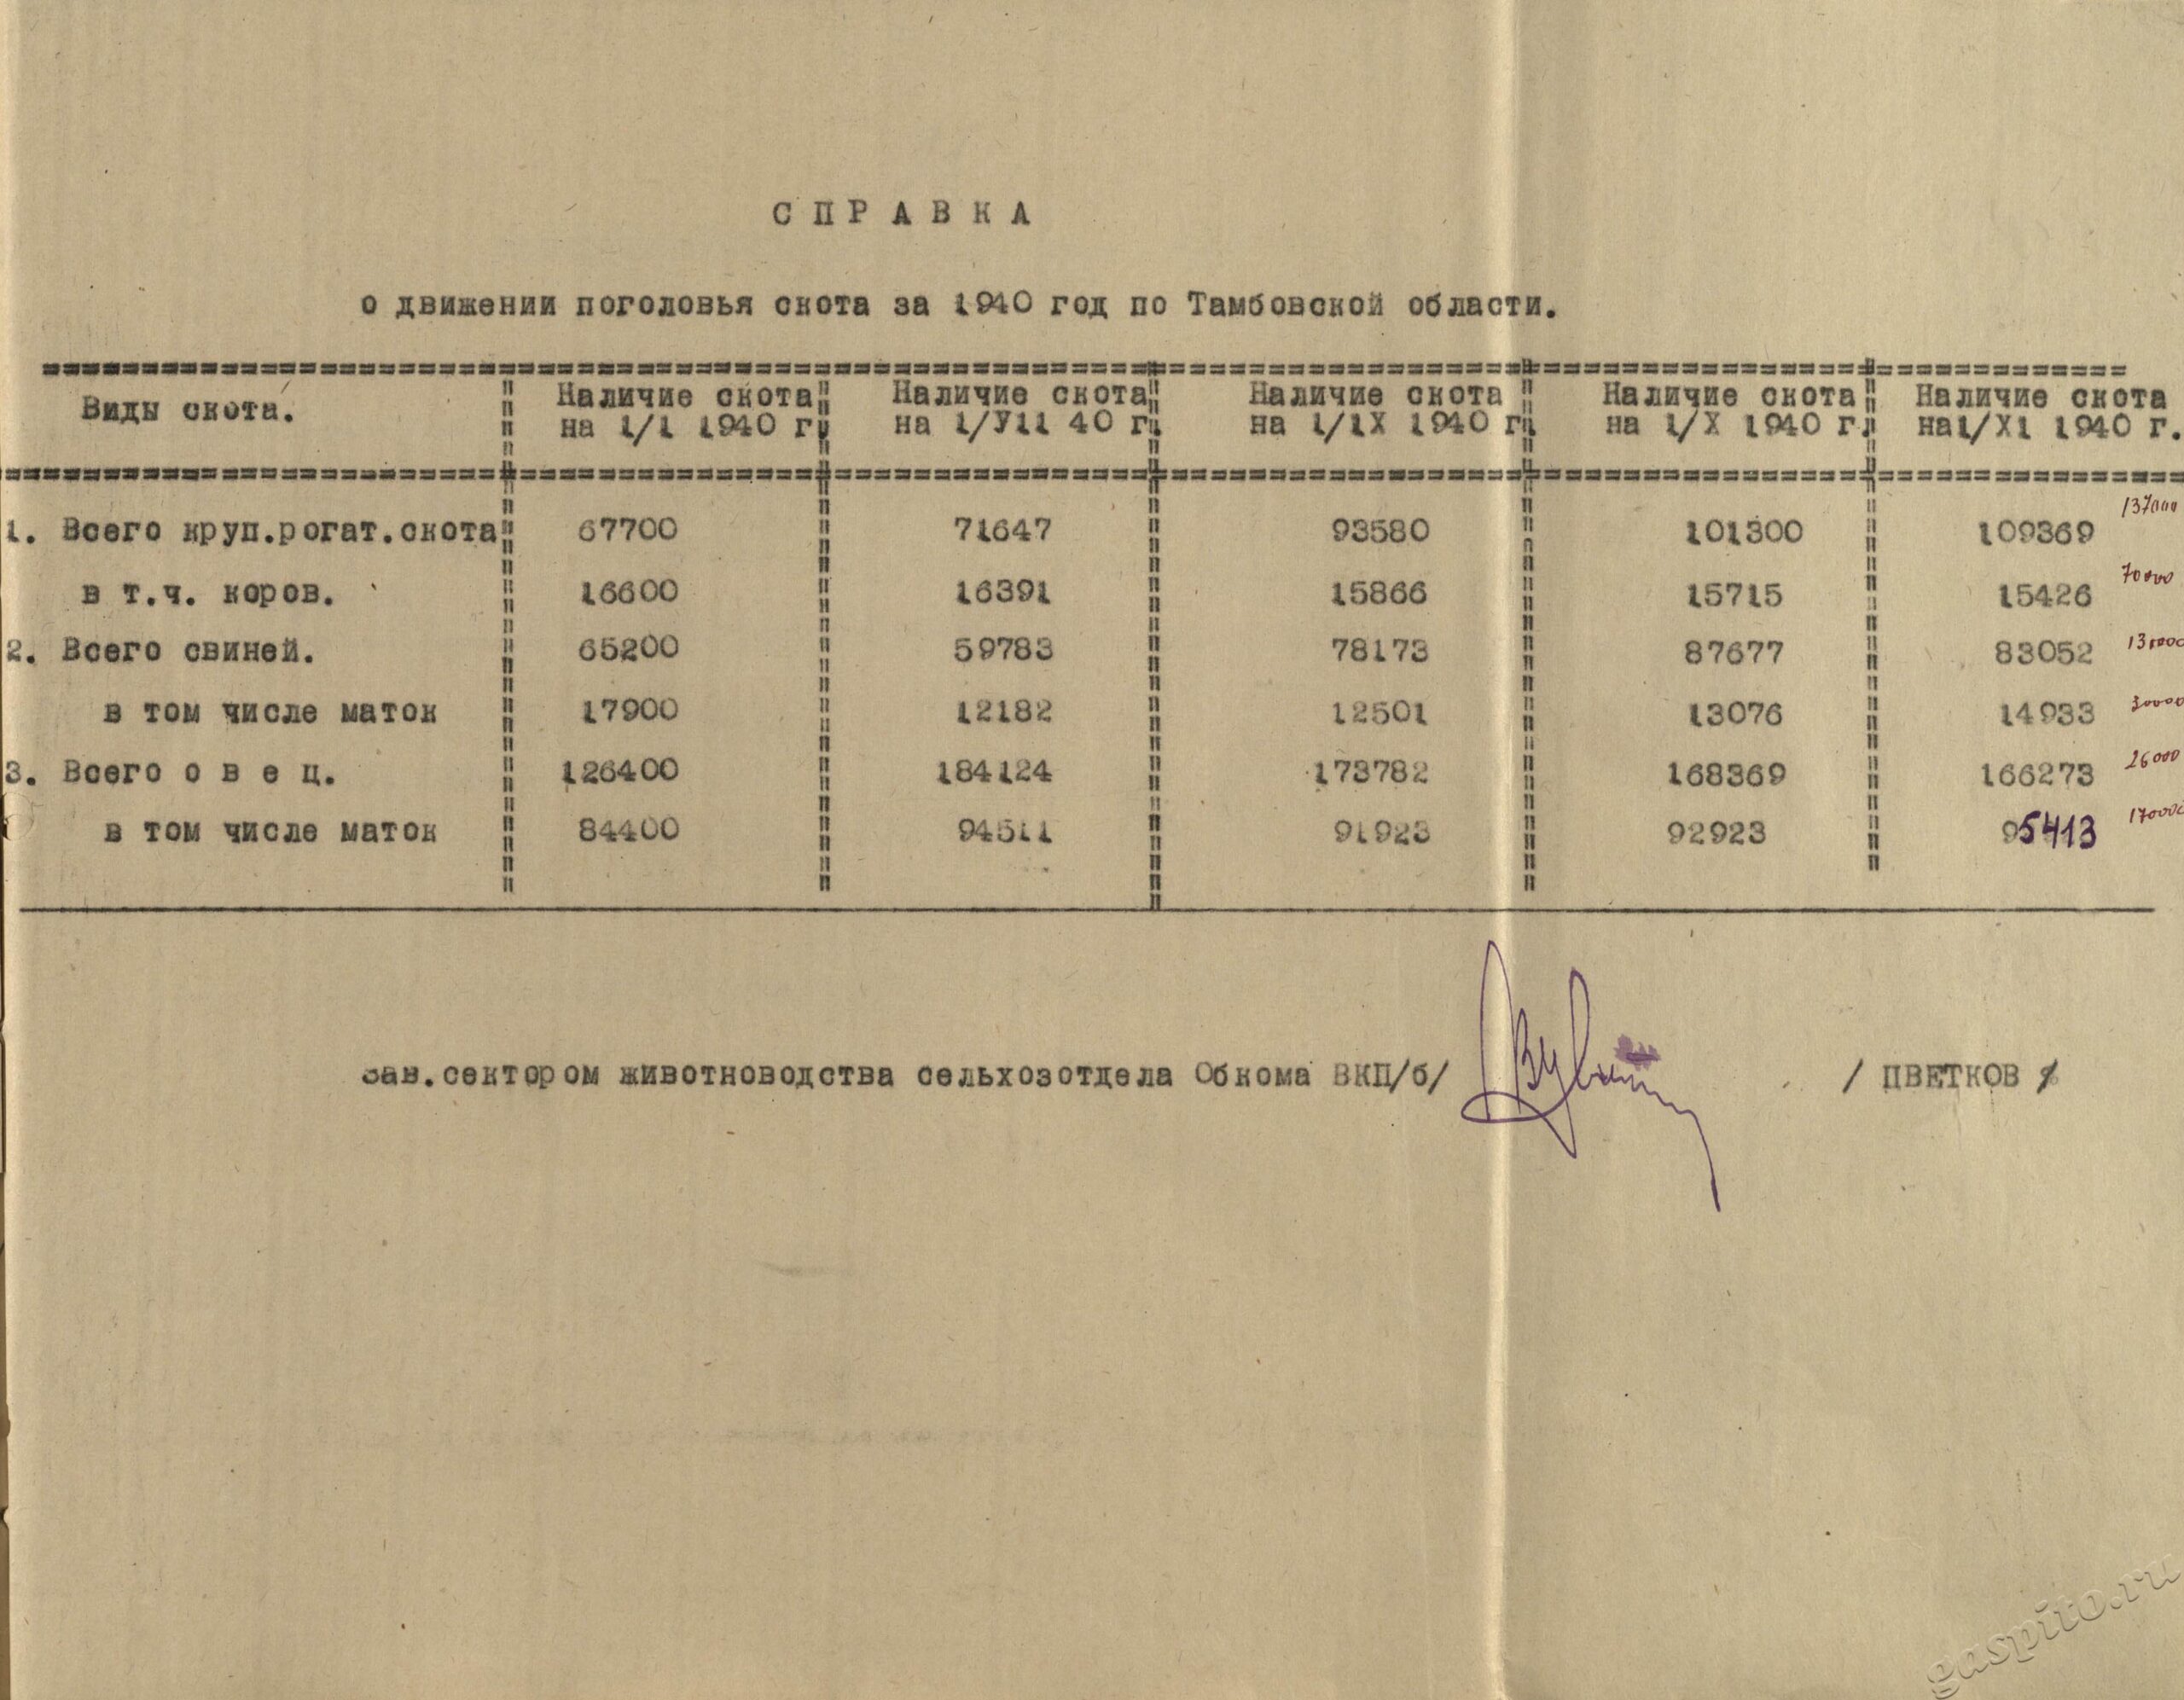 СПРАВКА
о движении поголовья скота за 1940 год по Тамбовской области.
Виды скота. Наличие скота на 1/1 1940 г. Наличие скота на 1/У11 40 г. Наличие скота на 1/1Х 1940 г. Наличие скота на 1/Х 1940 г. Наличие скота на1/Х1 1940 г.
1. Всего круп.рогат.скота 67700 71647 93580 101300 109369 137000
в т.ч. коров. 16600 16391 15866 15715 15426 70000
2. Всего свиней. 65200 59783 78173 87677 83052
в том числе маток 17900 12182 12501 13076 14933 30000
3. Всего о в е ц. 126400 184124 173782 168369 166273 26000
в том числе маток 84400 94511 91923 92923 95413 17000
Зав.сектором животноводства сельхозотдела Обкома ВКП/б/ / ЦВЕТКОВ /
gaspito.ru